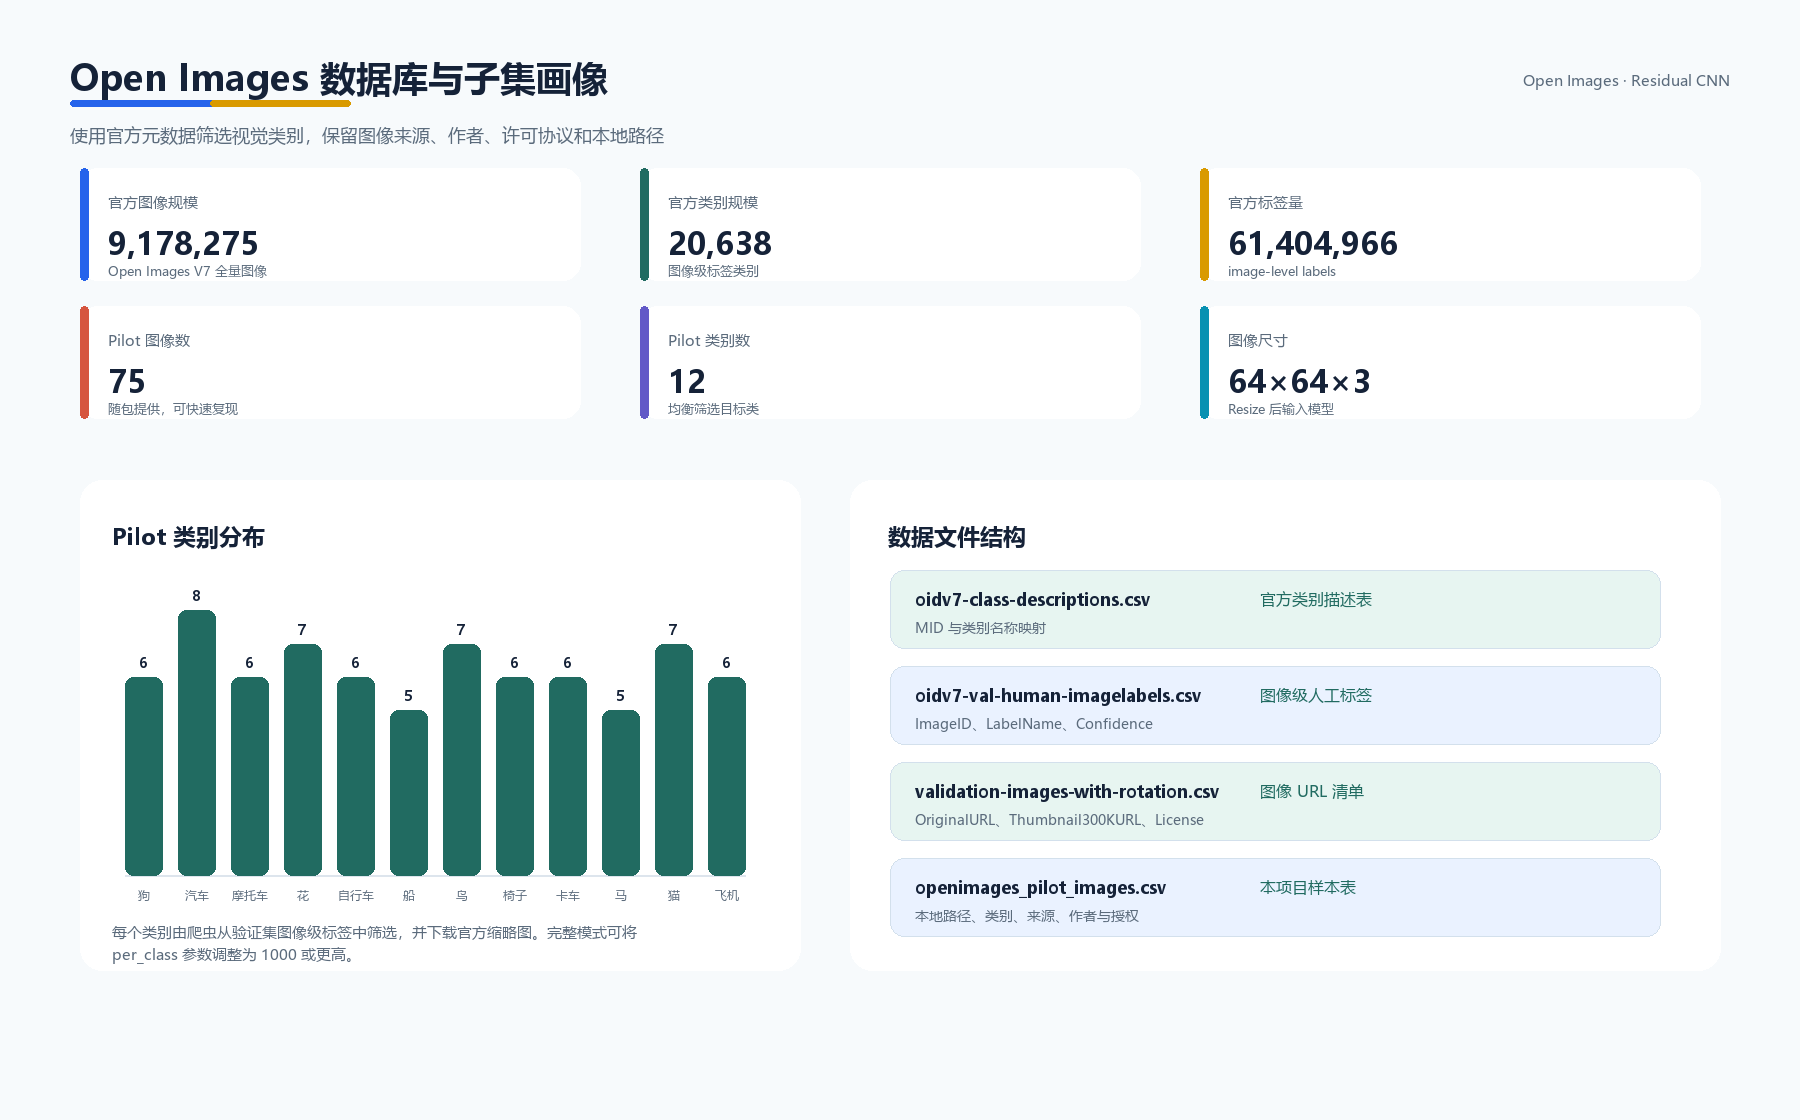 Open Images 数据库与子集画像
Open Images · Residual CNN
使用官方元数据筛选视觉类别，保留图像来源、作者、许可协议和本地路径
官方图像规模
9,178,275
Open Images V7 全量图像
官方类别规模
20,638
图像级标签类别
官方标签量
61,404,966
image-level labels
Pilot 图像数
75
随包提供，可快速复现
Pilot 类别数
12
均衡筛选目标类
图像尺寸
64×64×3
Resize 后输入模型
Pilot 类别分布
6 8 6 7 6 5 7 6 6 5 7 6
狗 汽车 摩托车 花 自行车 船 鸟 椅子 卡车 马 猫 飞机
每个类别由爬虫从验证集图像级标签中筛选，并下载官方缩略图。完整模式可将
per_class 参数调整为 1000 或更高。
数据文件结构
oidv7-class-descriptions.csv 官方类别描述表
MID 与类别名称映射
oidv7-val-human-imagelabels.csv 图像级人工标签
ImageID、LabelName、Confidence
validation-images-with-rotation.csv 图像 URL 清单
OriginalURL、Thumbnail300KURL、License
openimages_pilot_images.csv 本项目样本表
本地路径、类别、来源、作者与授权